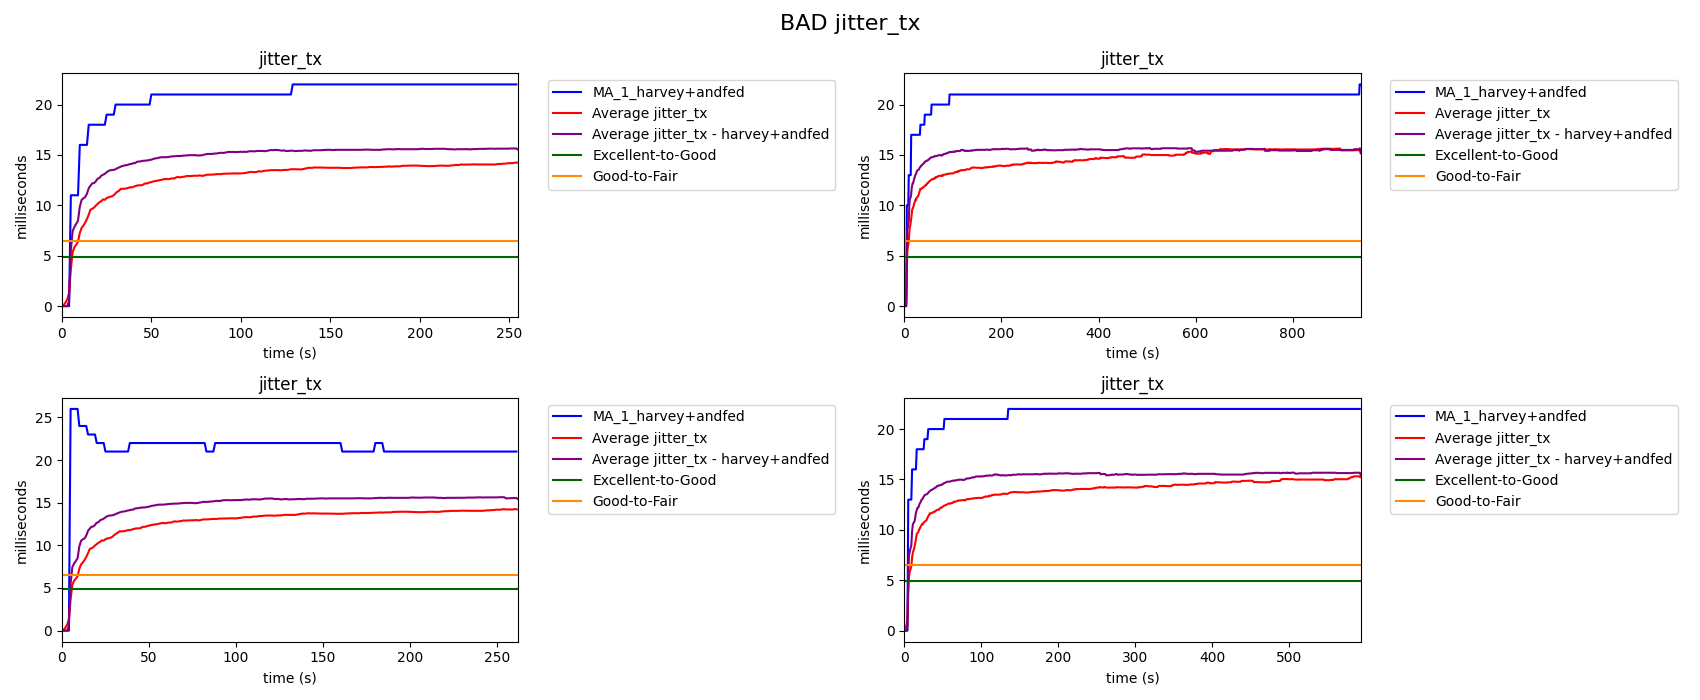 BAD jitter_tx
jitter_tx
milliseconds
20
15
10
5
0
0 50 100 150 200 250
time (s)
MA_1_harvey+andfed
Average jitter_tx
Average jitter_tx - harvey+andfed
Excellent-to-Good
Good-to-Fair
jitter_tx
milliseconds
20
15
10
5
0
0 200 400 600 800
time (s)
MA_1_harvey+andfed
Average jitter_tx
Average jitter_tx - harvey+andfed
Excellent-to-Good
Good-to-Fair
jitter_tx
milliseconds
25
20
15
10
5
0
0 50 100 150 200 250
time (s)
MA_1_harvey+andfed
Average jitter_tx
Average jitter_tx - harvey+andfed
Excellent-to-Good
Good-to-Fair
jitter_tx
milliseconds
20
15
10
5
0
0 100 200 300 400 500
time (s)
MA_1_harvey+andfed
Average jitter_tx
Average jitter_tx - harvey+andfed
Excellent-to-Good
Good-to-Fair